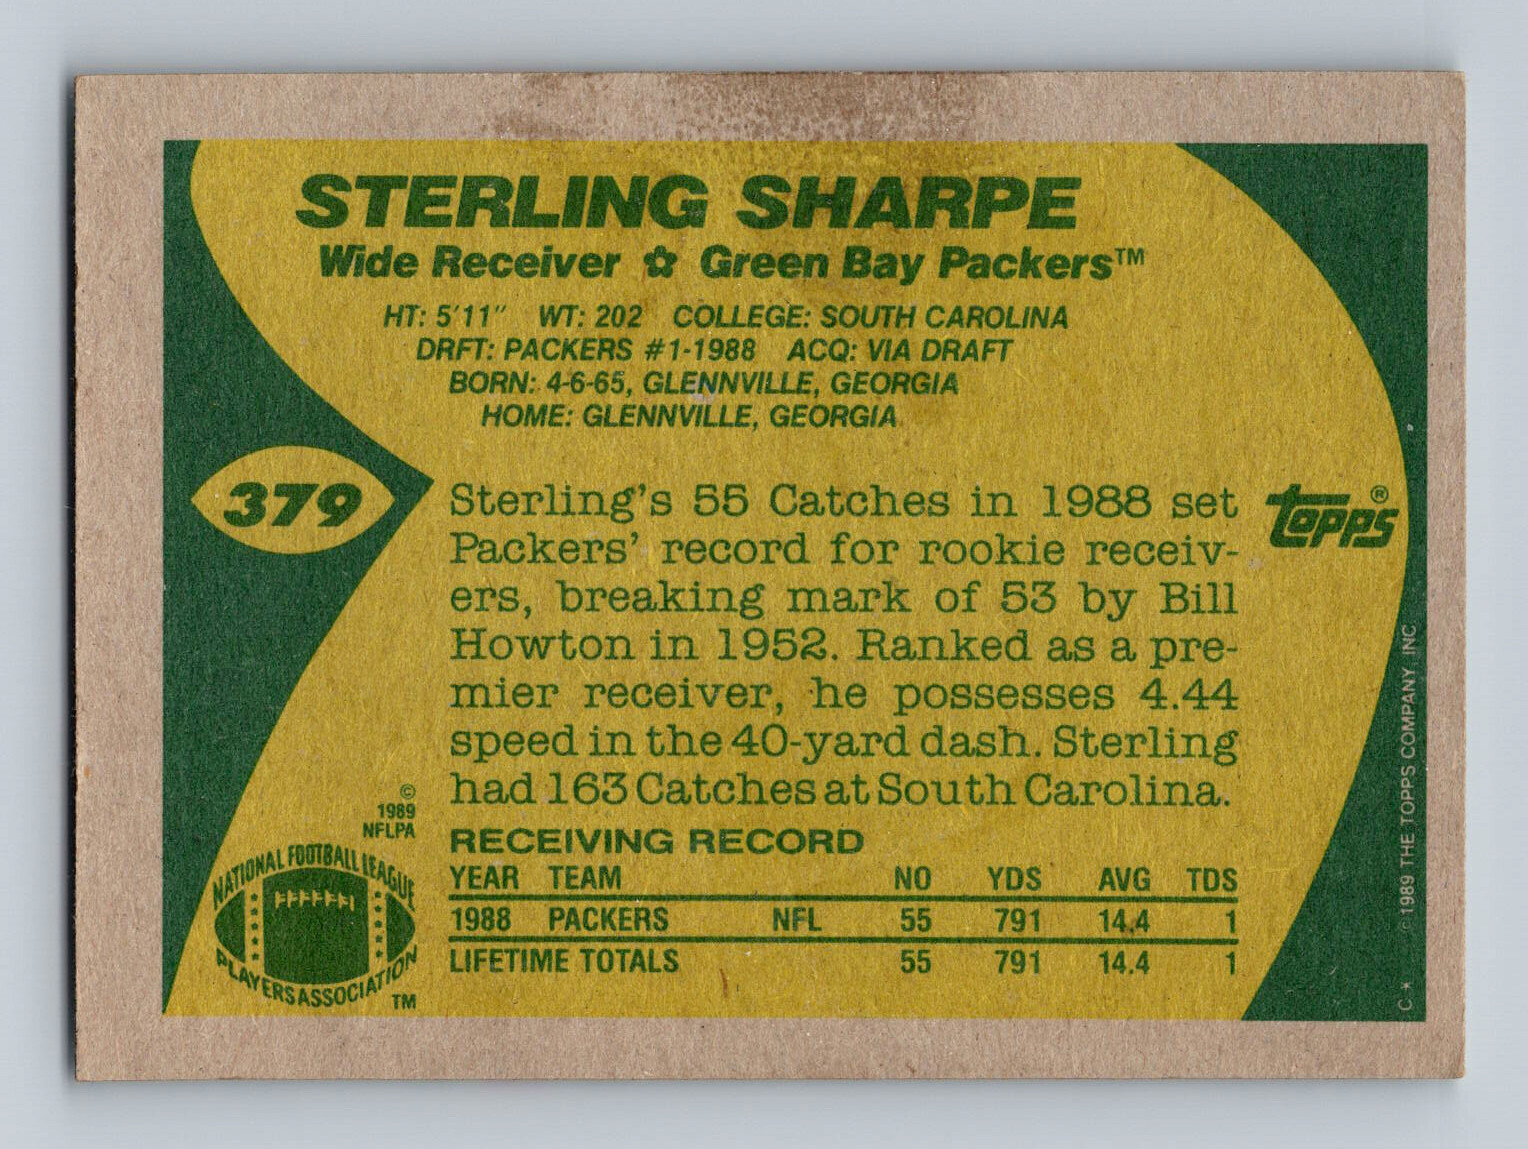 STERLING SHARPE
Wide Receiver ✿ Green Bay Packers™
HT: 5'11" WT: 202 COLLEGE: SOUTH CAROLINA
DRFT: PACKERS #1-1988 ACQ: VIA DRAFT
BORN: 4-6-65, GLENNVILLE, GEORGIA
HOME: GLENNVILLE, GEORGIA
379
Sterling's 55 Catches in 1988 set
Packers' record for rookie receiv-
ers, breaking mark of 53 by Bill
Howton in 1952. Ranked as a pre-
mier receiver, he possesses 4.44
speed in the 40-yard dash. Sterling
had 163 Catches at South Carolina.
topps®
RECEIVING RECORD
YEAR TEAM NO YDS AVG TDS
1988 PACKERS NFL 55 791 14.4 1
LIFETIME TOTALS 55 791 14.4 1
©
1989
NFLPA
NATIONAL FOOTBALL LEAGUE
PLAYERS ASSOCIATION
TM
©1989 THE TOPPS COMPANY, INC.
C*